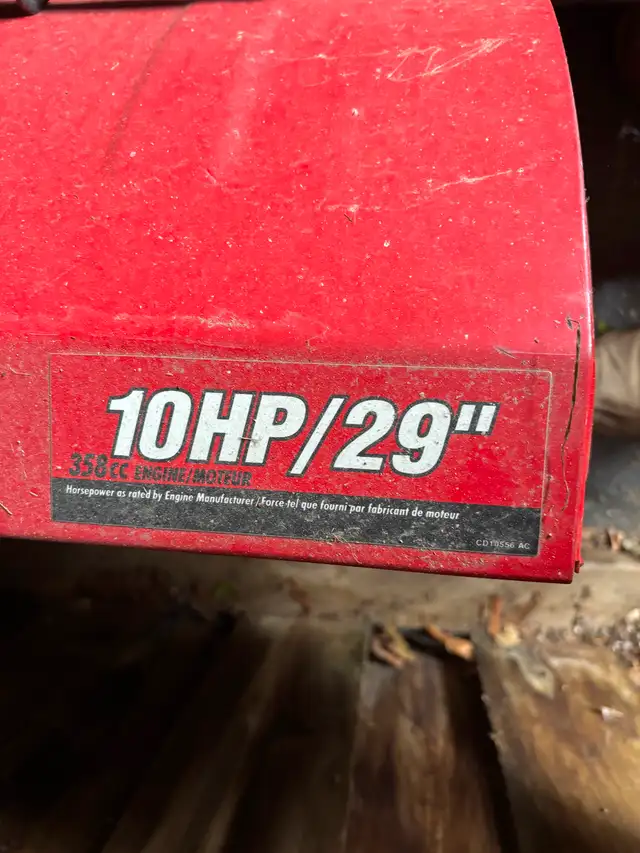 10HP/29"
358CC ENGINE/MOTEUR
Horsepower as rated by Engine Manufacturer/Force tel que fourni par fabricant de moteur
CD10556 AC